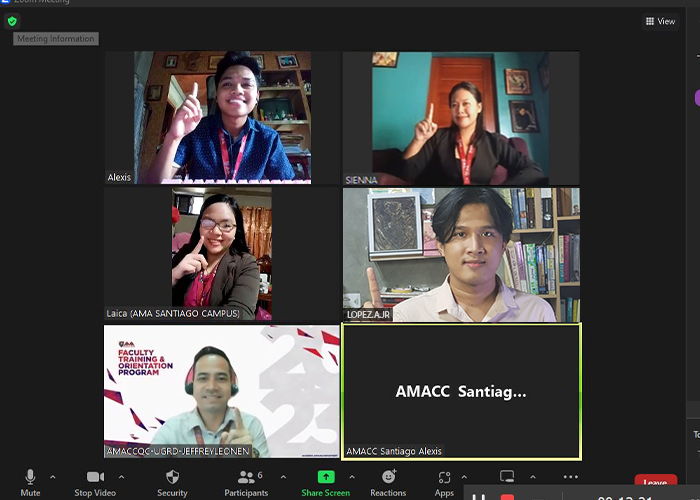 Zoom Meeting
View
Meeting Information
Alexis
SIENNA
Laica (AMA SANTIAGO CAMPUS)
LOPEZ.AJR
FACULTY
TRAINING &
ORIENTATION
PROGRAM
AMACCQC-UGRD-JEFFREYLEONEN
AMACC Santiag...
AMACC Santiago Alexis
6
Mute
Stop Video
Security
Participants
Share Screen
Reactions
Apps
Leave